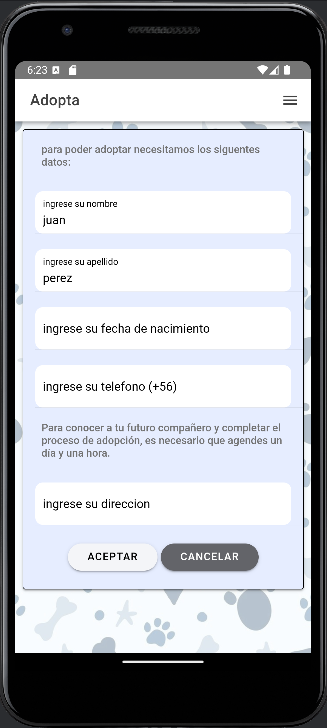 6:23
Adopta
para poder adoptar necesitamos los siguentes
datos:
ingrese su nombre
juan
ingrese su apellido
perez
ingrese su fecha de nacimiento
ingrese su telefono (+56)
Para conocer a tu futuro compañero y completar el
proceso de adopción, es necesario que agendes un
día y una hora.
ingrese su direccion
ACEPTAR CANCELAR